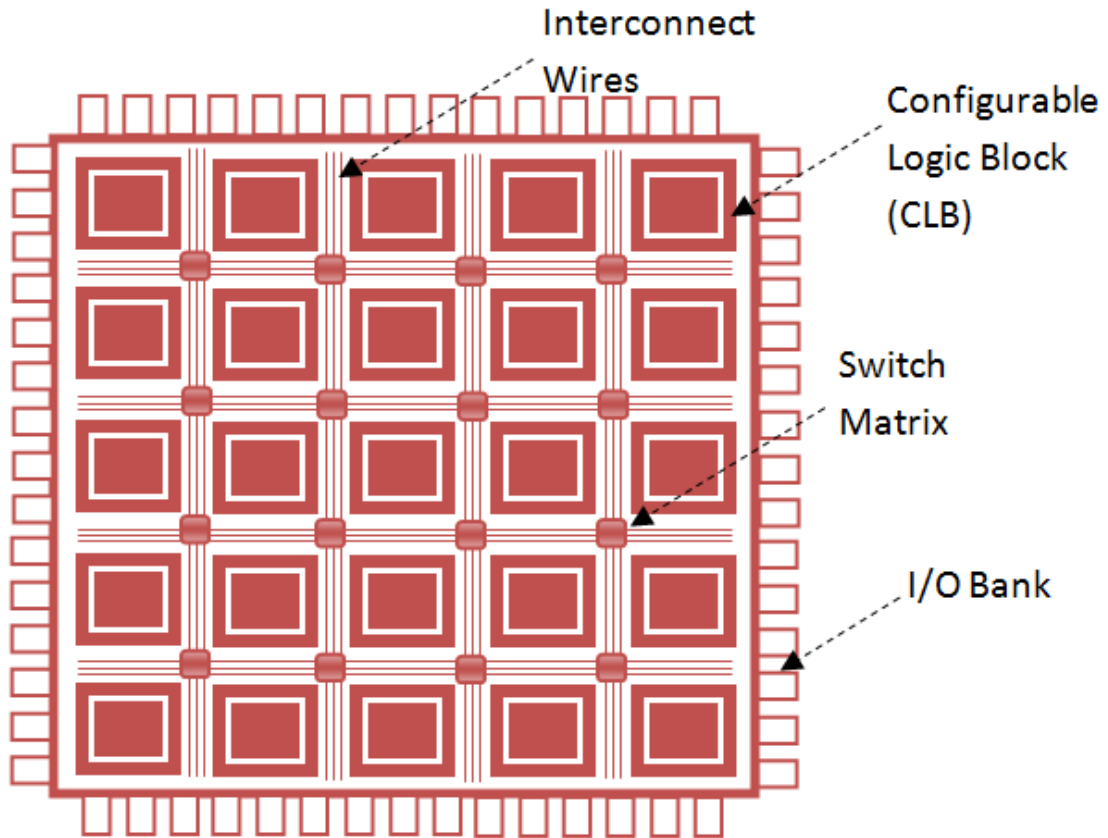 Interconnect
Wires
Configurable
Logic Block
(CLB)
Switch
Matrix
I/O Bank